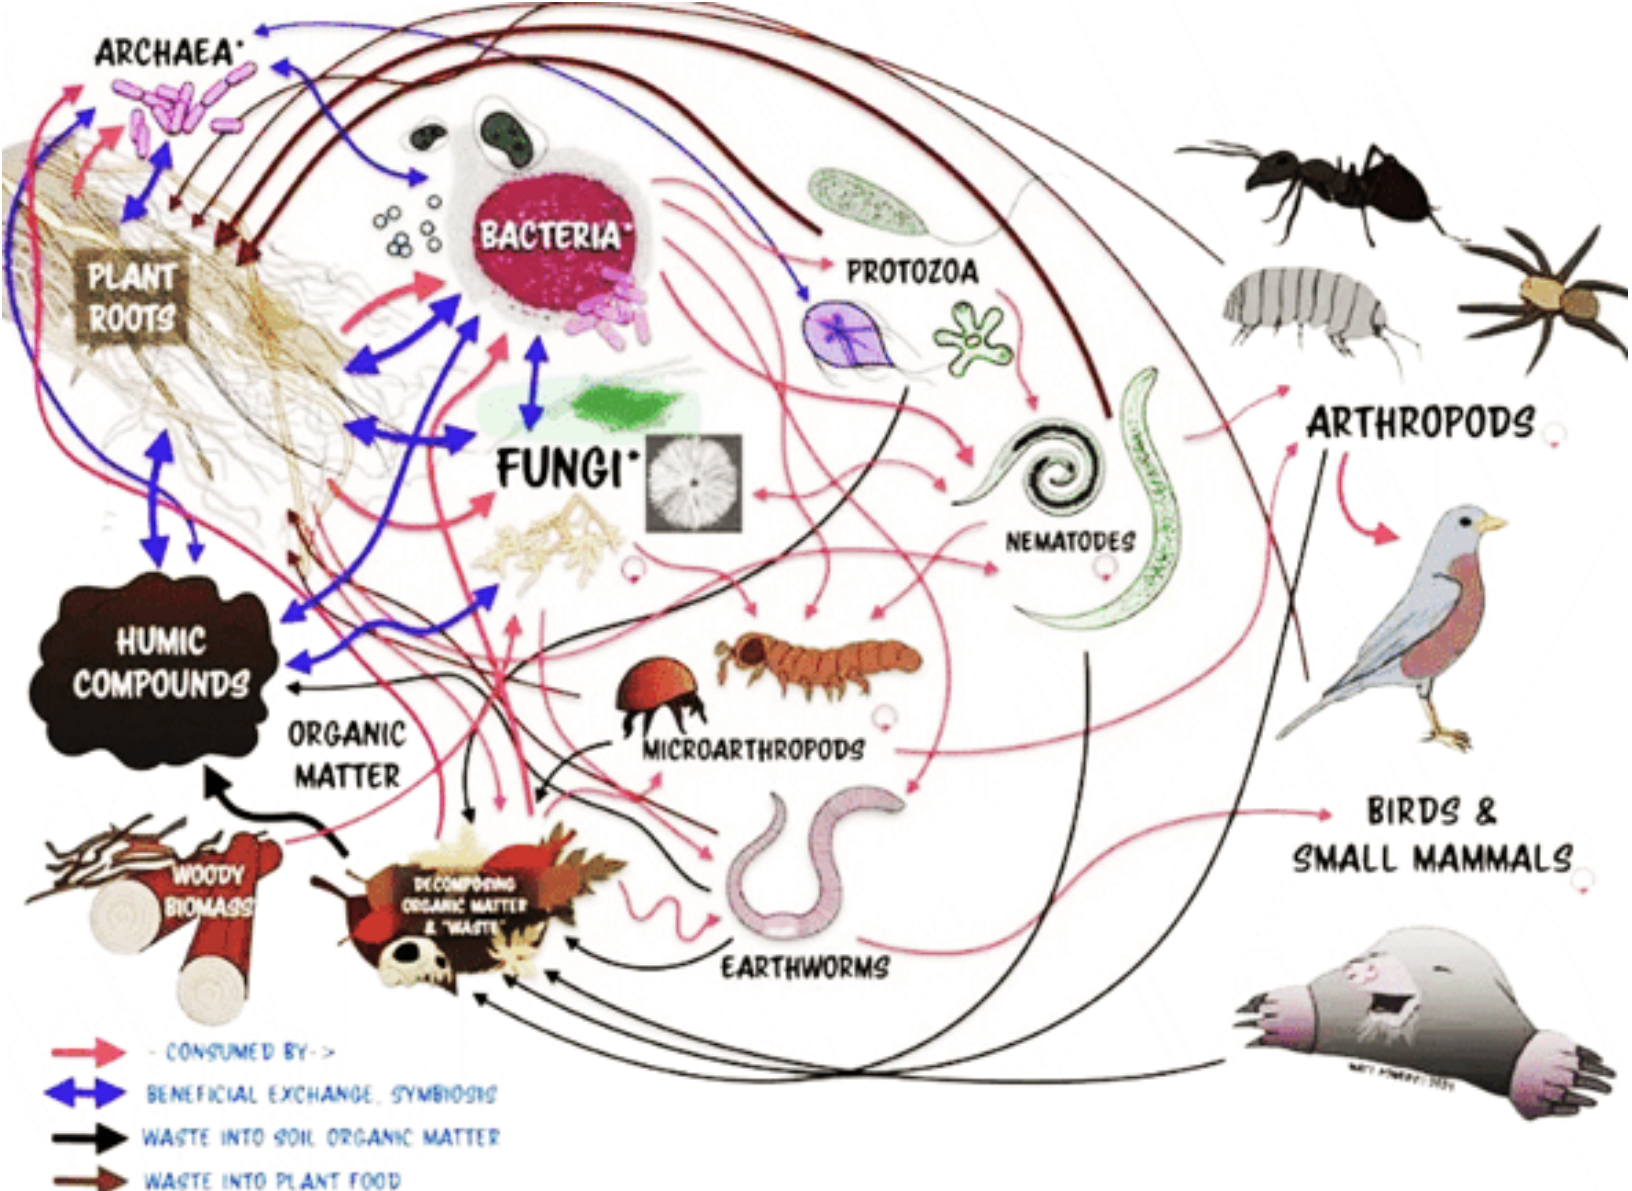 ARCHAEA*
BACTERIA*
PLANT
ROOTS
PROTOZOA
ARTHROPODS
FUNGI*
NEMATODES
HUMIC
COMPOUNDS
ORGANIC
MATTER
MICROARTHROPODS
BIRDS &
SMALL MAMMALS
WOODY
BIOMASS
DECOMPOSING
ORGANIC MATTER
& "WASTE"
EARTHWORMS
- CONSUMED BY->
BENEFICIAL EXCHANGE, SYMBIOSIS
WASTE INTO SOIL ORGANIC MATTER
WASTE INTO PLANT FOOD